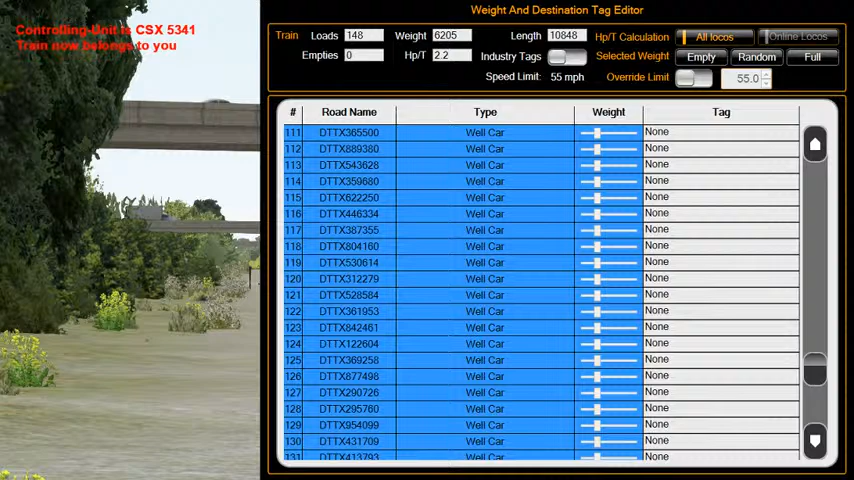 Controlling-Unit is CSX 5341
Train now belongs to you
Weight And Destination Tag Editor
Train Loads 148 Weight 6205 Length 10848 Hp/T Calculation All locos Online Locos
Empties 0 Hp/T 2.2 Industry Tags Selected Weight Empty Random Full
Speed Limit: 55 mph Override Limit 55.0
# Road Name Type Weight Tag
111 DTTX365500 Well Car None
112 DTTX889380 Well Car None
113 DTTX543628 Well Car None
114 DTTX359680 Well Car None
115 DTTX622250 Well Car None
116 DTTX446334 Well Car None
117 DTTX387355 Well Car None
118 DTTX804160 Well Car None
119 DTTX530614 Well Car None
120 DTTX312279 Well Car None
121 DTTX528584 Well Car None
122 DTTX361953 Well Car None
123 DTTX842461 Well Car None
124 DTTX122604 Well Car None
125 DTTX369258 Well Car None
126 DTTX877498 Well Car None
127 DTTX290726 Well Car None
128 DTTX295760 Well Car None
129 DTTX954099 Well Car None
130 DTTX431709 Well Car None
131 DTTX413793 Well Car None